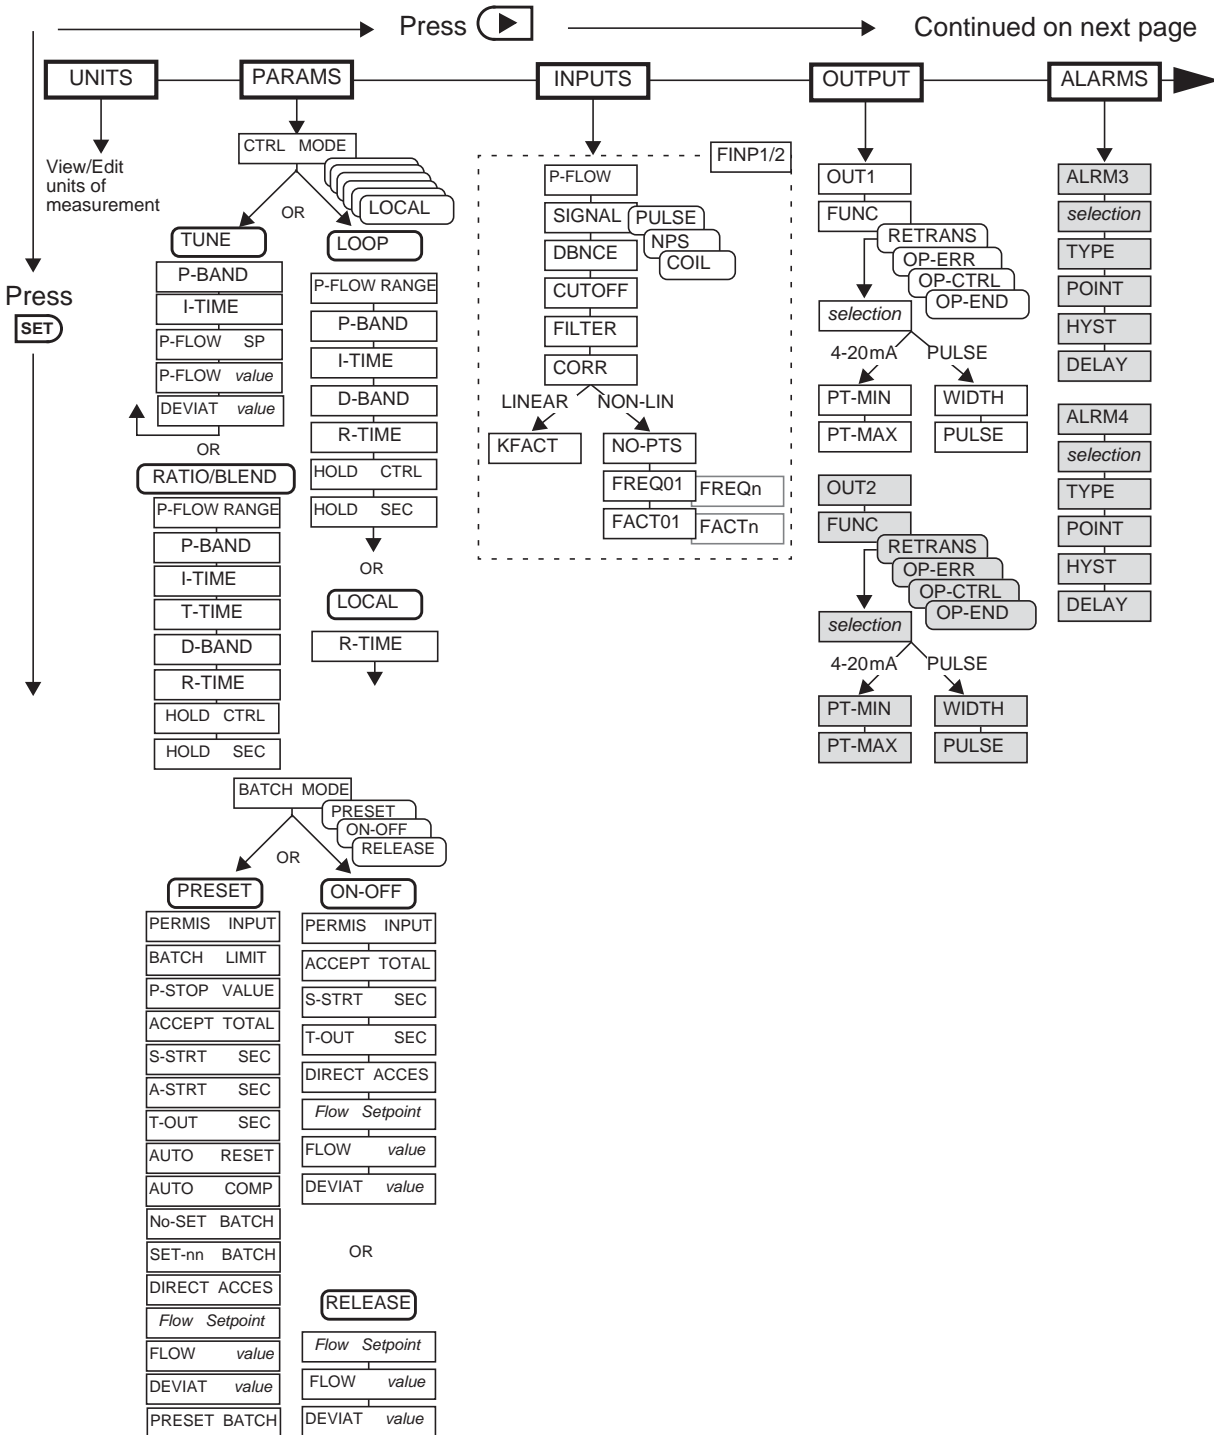 Press
Continued on next page
UNITS
PARAMS
INPUTS
OUTPUT
ALARMS
Press
SET
View/Edit
units of
measurement
CTRL MODE
LOCAL
OR
TUNE
P-BAND
I-TIME
P-FLOW SP
P-FLOW value
DEVIAT value
OR
RATIO/BLEND
P-FLOW RANGE
P-BAND
I-TIME
T-TIME
D-BAND
R-TIME
HOLD CTRL
HOLD SEC
LOOP
P-FLOW RANGE
P-BAND
I-TIME
D-BAND
R-TIME
HOLD CTRL
HOLD SEC
OR
LOCAL
R-TIME
BATCH MODE
PRESET
ON-OFF
RELEASE
OR
PRESET
PERMIS INPUT
BATCH LIMIT
P-STOP VALUE
ACCEPT TOTAL
S-STRT SEC
A-STRT SEC
T-OUT SEC
AUTO RESET
AUTO COMP
No-SET BATCH
SET-nn BATCH
DIRECT ACCES
Flow Setpoint
FLOW value
DEVIAT value
PRESET BATCH
ON-OFF
PERMIS INPUT
ACCEPT TOTAL
S-STRT SEC
T-OUT SEC
DIRECT ACCES
Flow Setpoint
FLOW value
DEVIAT value
OR
RELEASE
Flow Setpoint
FLOW value
DEVIAT value
FINP1/2
P-FLOW
SIGNAL
PULSE
NPS
COIL
DBNCE
CUTOFF
FILTER
CORR
LINEAR
NON-LIN
KFACT
NO-PTS
FREQ01
FREQn
FACT01
FACTn
OUT1
FUNC
RETRANS
OP-ERR
OP-CTRL
OP-END
selection
4-20mA
PULSE
PT-MIN
WIDTH
PT-MAX
PULSE
OUT2
FUNC
RETRANS
OP-ERR
OP-CTRL
OP-END
selection
4-20mA
PULSE
PT-MIN
WIDTH
PT-MAX
PULSE
ALRM3
selection
TYPE
POINT
HYST
DELAY
ALRM4
selection
TYPE
POINT
HYST
DELAY